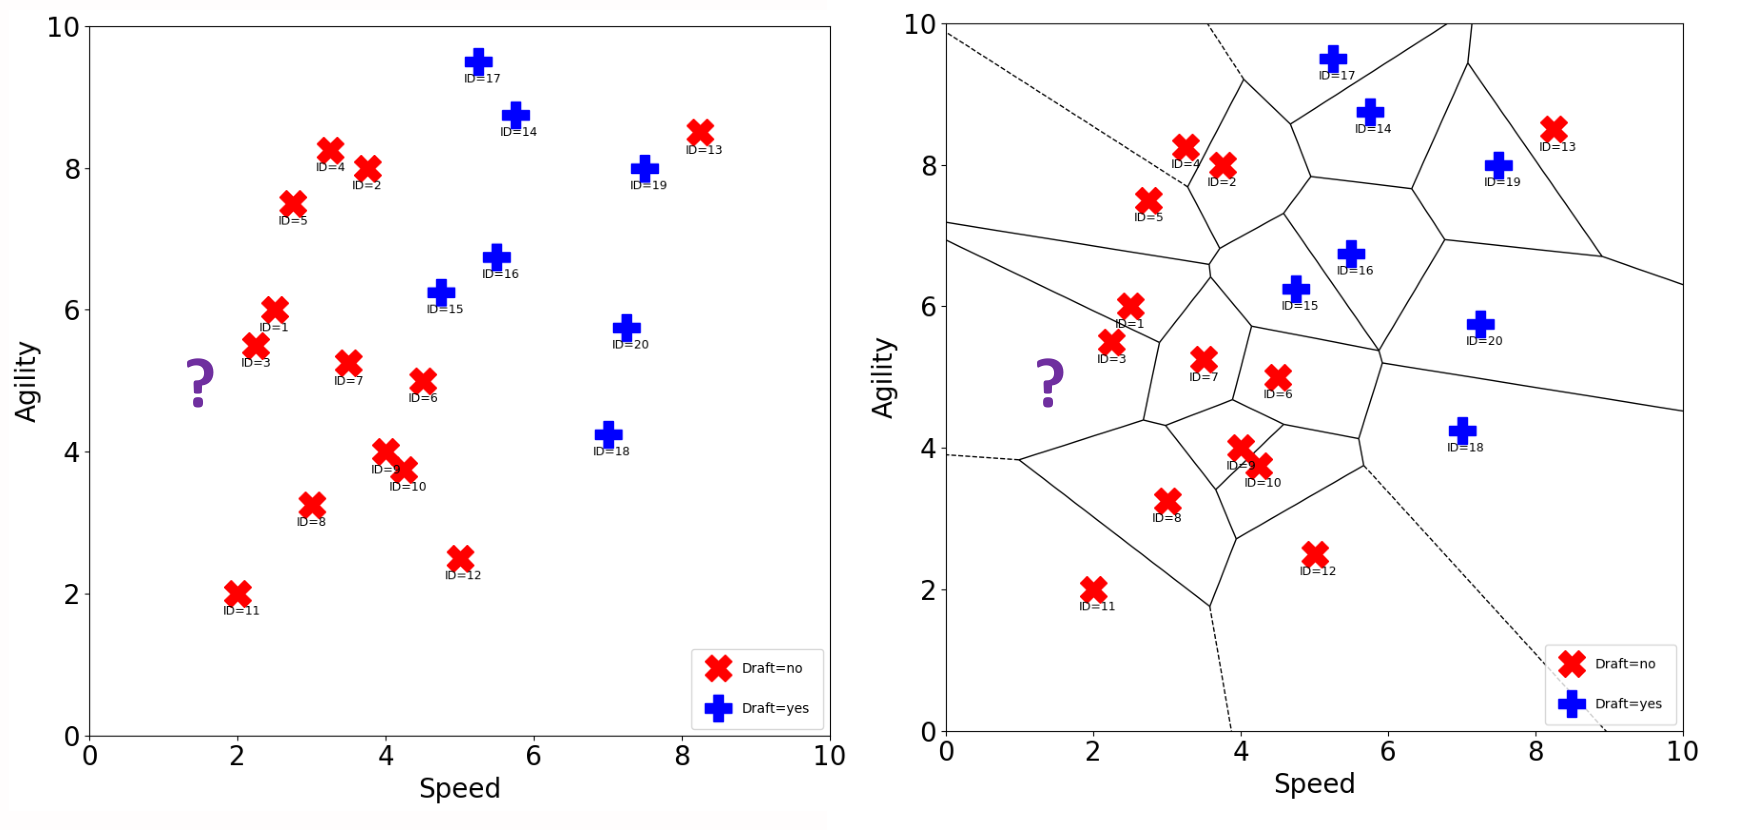 10
8
6
4
2
0
0 2 4 6 8 10
Agility
Speed
ID=17
ID=14
ID=13
ID=4
ID=2
ID=19
ID=5
ID=16
ID=15
ID=1
ID=20
ID=3
ID=7
ID=6
?
ID=18
ID=9
ID=10
ID=8
ID=12
ID=11
Draft=no
Draft=yes
10
8
6
4
2
0
0 2 4 6 8 10
Agility
Speed
ID=17
ID=14
ID=13
ID=4
ID=2
ID=19
ID=5
ID=16
ID=15
ID=1
ID=20
ID=3
ID=7
ID=6
?
ID=18
ID=9
ID=10
ID=8
ID=12
ID=11
Draft=no
Draft=yes